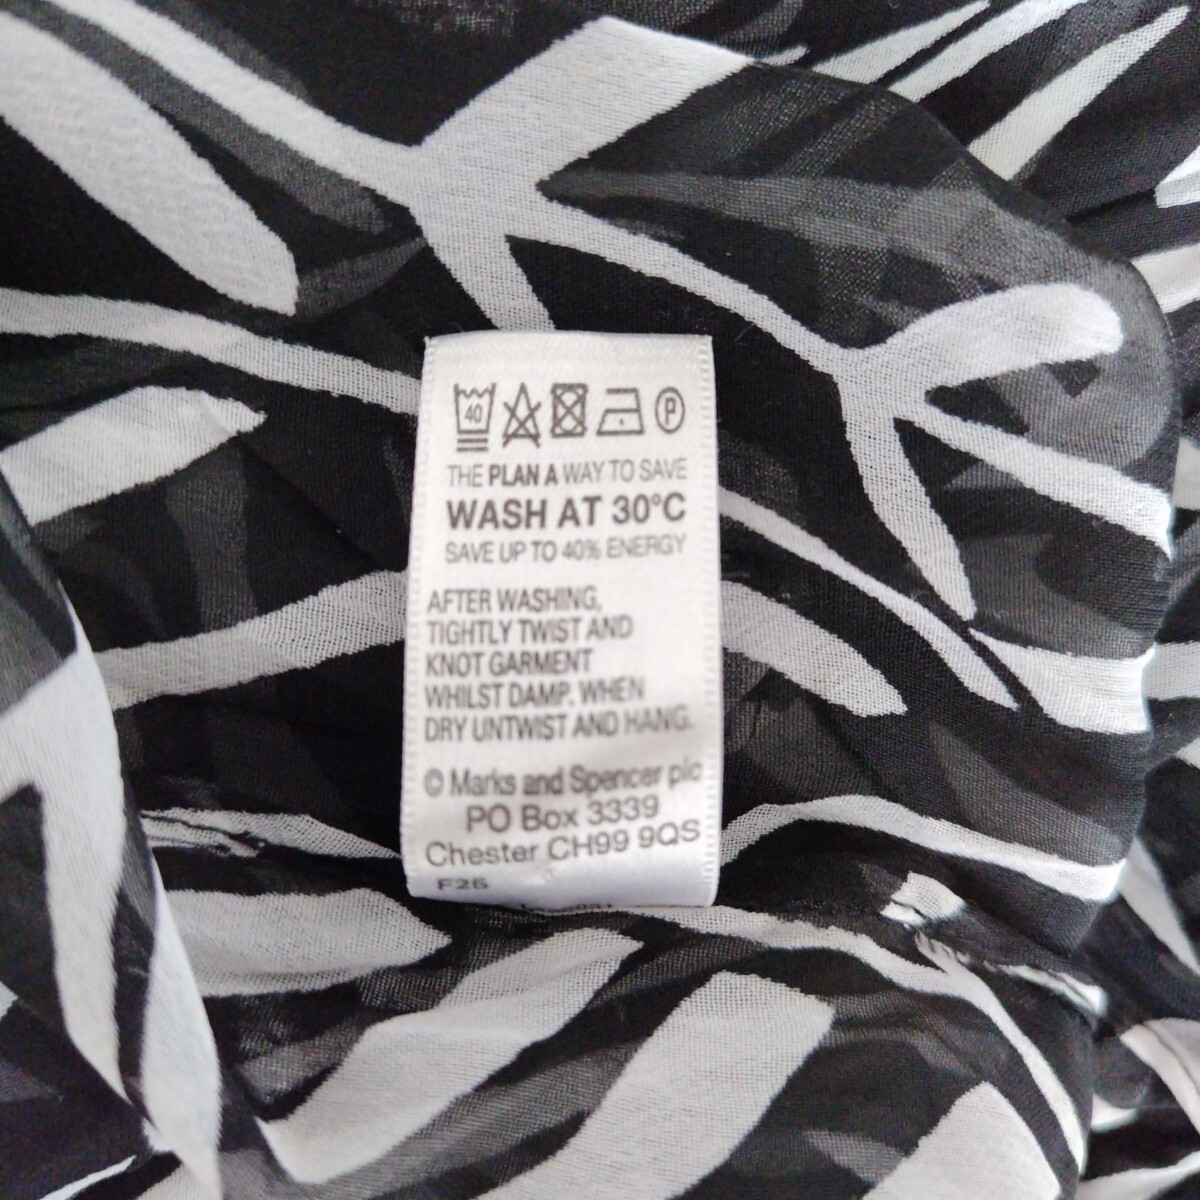 40 P
THE PLAN A WAY TO SAVE
WASH AT 30°C
SAVE UP TO 40% ENERGY
AFTER WASHING,
TIGHTLY TWIST AND
KNOT GARMENT
WHILST DAMP. WHEN
DRY UNTWIST AND HANG.
© Marks and Spencer plc
PO Box 3339
Chester CH99 9QS